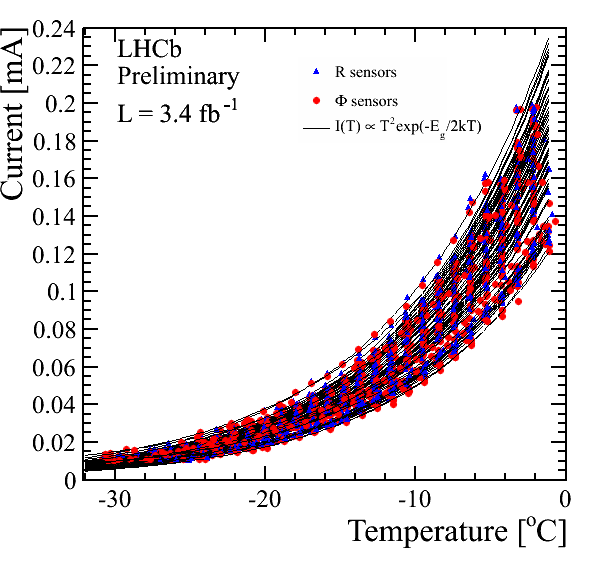 LHCb
Preliminary
L = 3.4 fb⁻¹
R sensors
Φ sensors
I(T) ∝ T²exp(-E_g/2kT)
Current [mA]
0.24
0.22
0.2
0.18
0.16
0.14
0.12
0.1
0.08
0.06
0.04
0.02
0
-30
-20
-10
0
Temperature [°C]